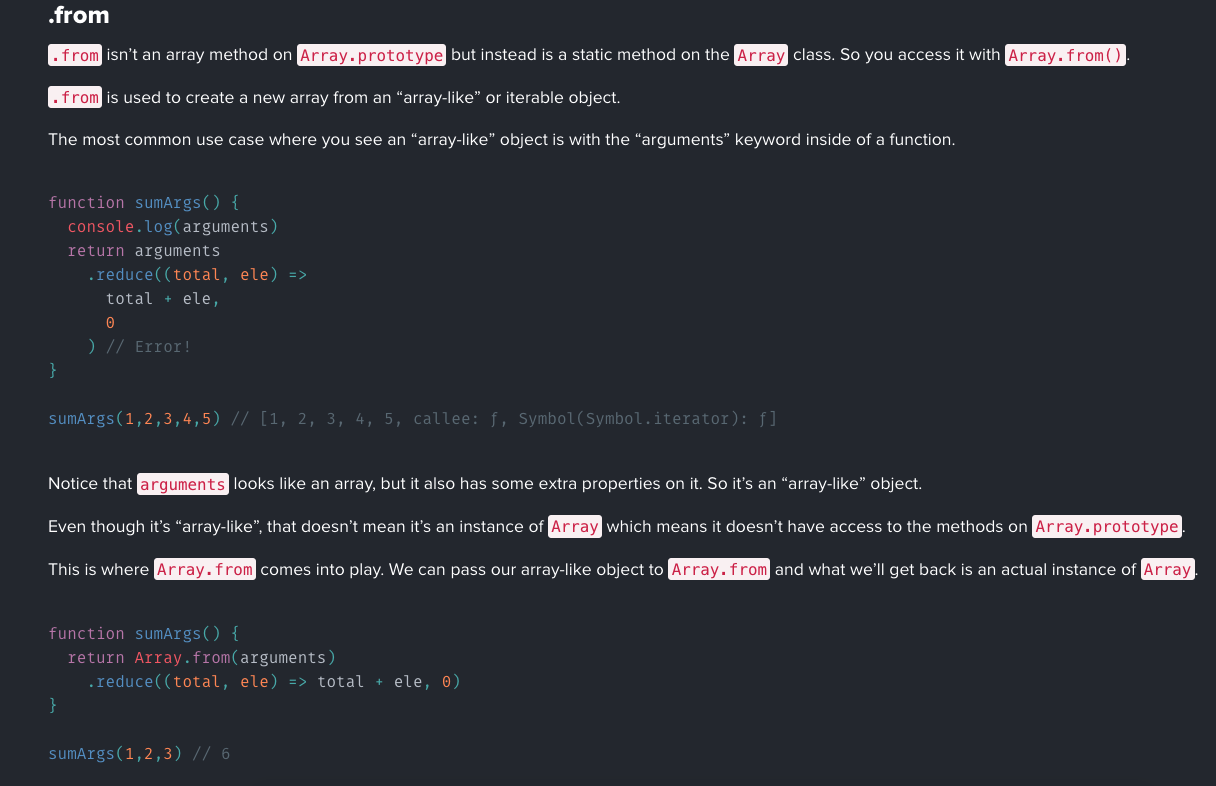 .from
.from isn’t an array method on Array.prototype but instead is a static method on the Array class. So you access it with Array.from().
.from is used to create a new array from an “array-like” or iterable object.
The most common use case where you see an “array-like” object is with the “arguments” keyword inside of a function.
function sumArgs() {
  console.log(arguments)
  return arguments
    .reduce((total, ele) =>
      total + ele,
      0
    ) // Error!
}
sumArgs(1,2,3,4,5) // [1, 2, 3, 4, 5, callee: ƒ, Symbol(Symbol.iterator): ƒ]
Notice that arguments looks like an array, but it also has some extra properties on it. So it’s an “array-like” object.
Even though it’s “array-like”, that doesn’t mean it’s an instance of Array which means it doesn’t have access to the methods on Array.prototype.
This is where Array.from comes into play. We can pass our array-like object to Array.from and what we’ll get back is an actual instance of Array.
function sumArgs() {
  return Array.from(arguments)
    .reduce((total, ele) => total + ele, 0)
}
sumArgs(1,2,3) // 6